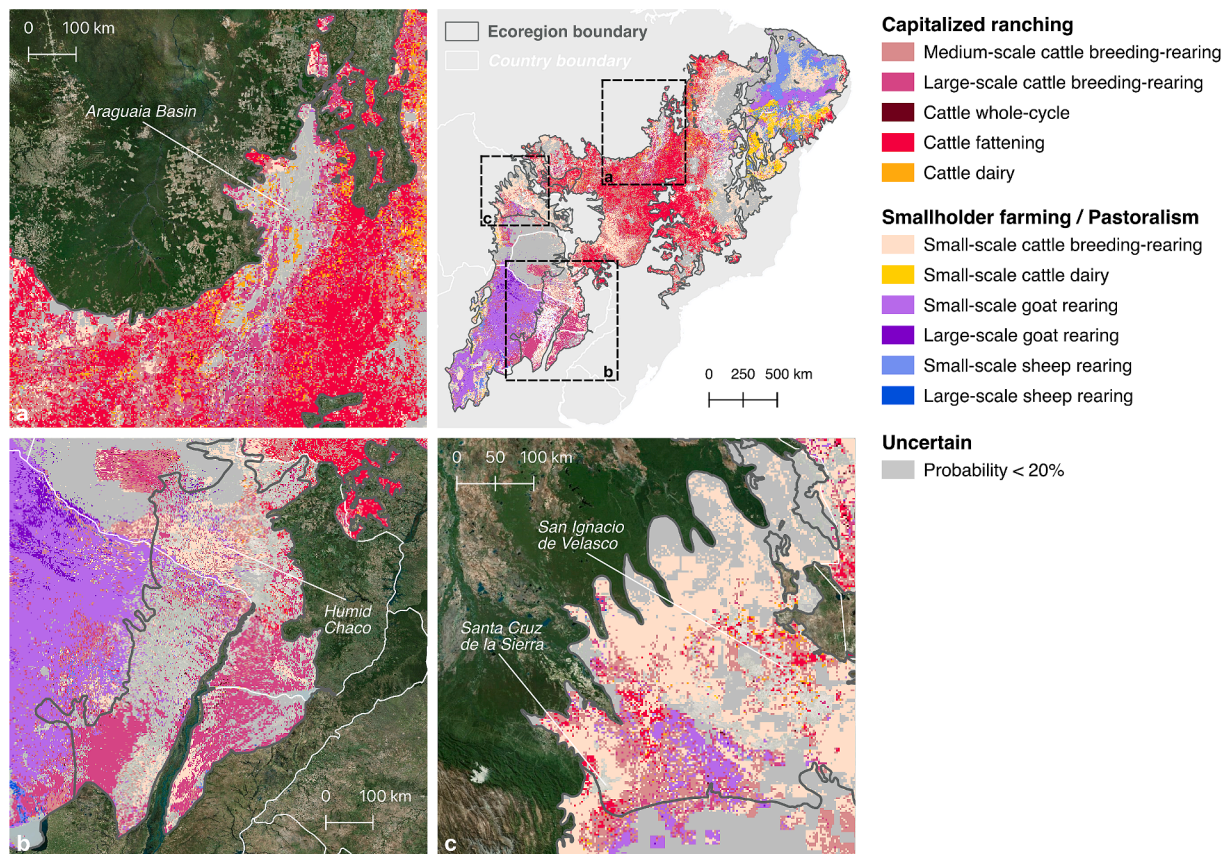 0 100 km
Araguaia Basin
a
Ecoregion boundary
Country boundary
a
c
b
0 250 500 km
Capitalized ranching
Medium-scale cattle breeding-rearing
Large-scale cattle breeding-rearing
Cattle whole-cycle
Cattle fattening
Cattle dairy
Smallholder farming / Pastoralism
Small-scale cattle breeding-rearing
Small-scale cattle dairy
Small-scale goat rearing
Large-scale goat rearing
Small-scale sheep rearing
Large-scale sheep rearing
Uncertain
Probability < 20%
Humid
Chaco
0 100 km
b
0 50 100 km
San Ignacio
de Velasco
Santa Cruz
de la Sierra
c